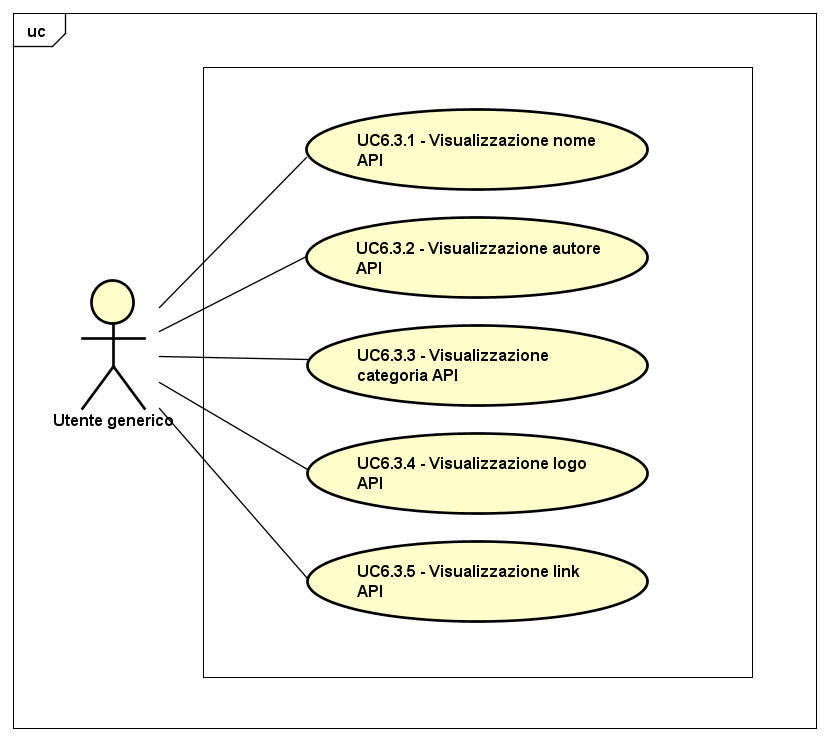 uc
UC6.3.1 - Visualizzazione nome
API
UC6.3.2 - Visualizzazione autore
API
UC6.3.3 - Visualizzazione
categoria API
Utente generico
UC6.3.4 - Visualizzazione logo
API
UC6.3.5 - Visualizzazione link
API